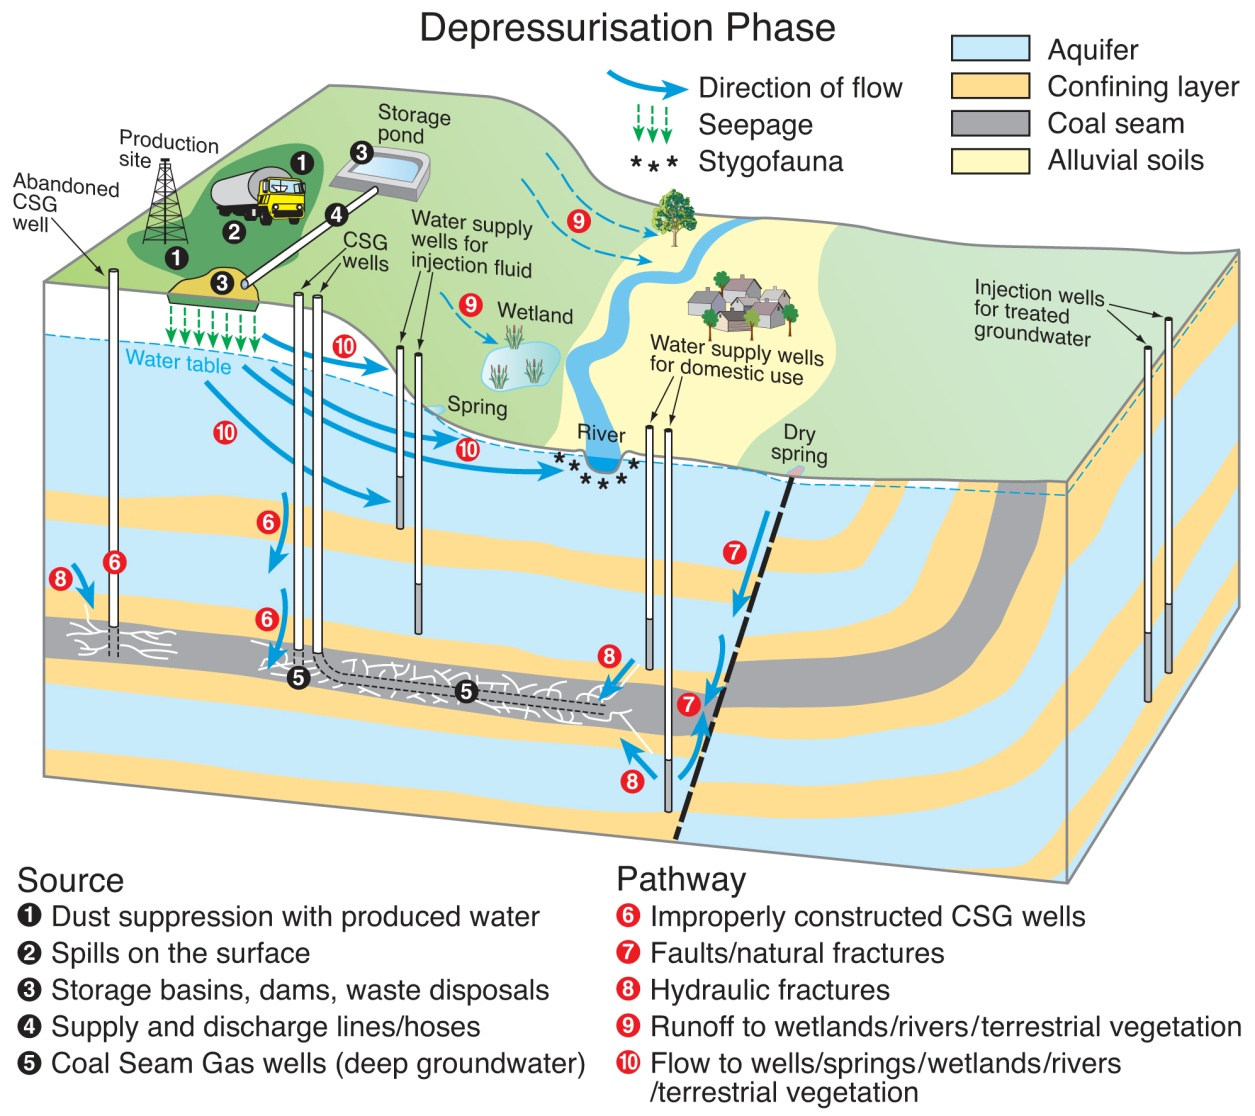 Depressurisation Phase
Direction of flow
Seepage
Stygofauna
Aquifer
Confining layer
Coal seam
Alluvial soils
Storage
pond
Production
site
Abandoned
CSG
well
3
1
2
4
1
3
CSG
wells
Water supply
wells for
injection fluid
9
9
Wetland
Water supply wells
for domestic use
Injection wells
for treated
groundwater
10
Water table
Spring
River
Dry
spring
10
10
6
7
6
8
6
8
5
5
7
8
Source
1 Dust suppression with produced water
2 Spills on the surface
3 Storage basins, dams, waste disposals
4 Supply and discharge lines/hoses
5 Coal Seam Gas wells (deep groundwater)
Pathway
6 Improperly constructed CSG wells
7 Faults/natural fractures
8 Hydraulic fractures
9 Runoff to wetlands/rivers/terrestrial vegetation
10 Flow to wells/springs/wetlands/rivers
/terrestrial vegetation